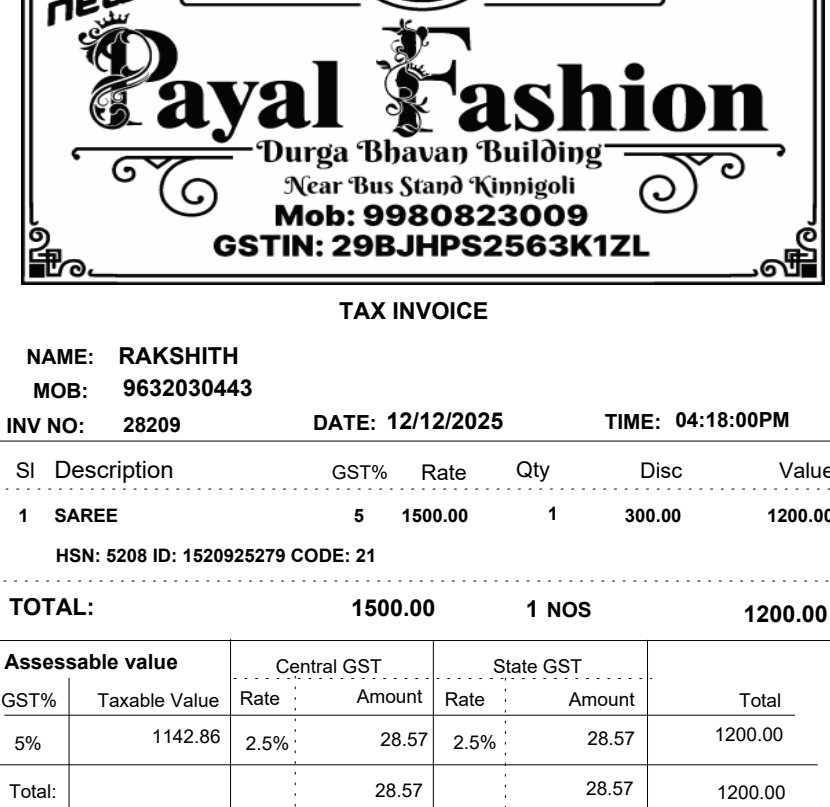 new
Payal Fashion
Durga Bhavan Building
Near Bus Stand Kinnigoli
Mob: 9980823009
GSTIN: 29BJHPS2563K1ZL
TAX INVOICE
NAME: RAKSHITH
MOB: 9632030443
INV NO: 28209 DATE: 12/12/2025 TIME: 04:18:00PM
Sl Description GST% Rate Qty Disc Value
1 SAREE 5 1500.00 1 300.00 1200.00
HSN: 5208 ID: 1520925279 CODE: 21
TOTAL: 1500.00 1 NOS 1200.00
Assessable value Central GST State GST
GST% Taxable Value Rate Amount Rate Amount Total
5% 1142.86 2.5% 28.57 2.5% 28.57 1200.00
Total: 28.57 28.57 1200.00